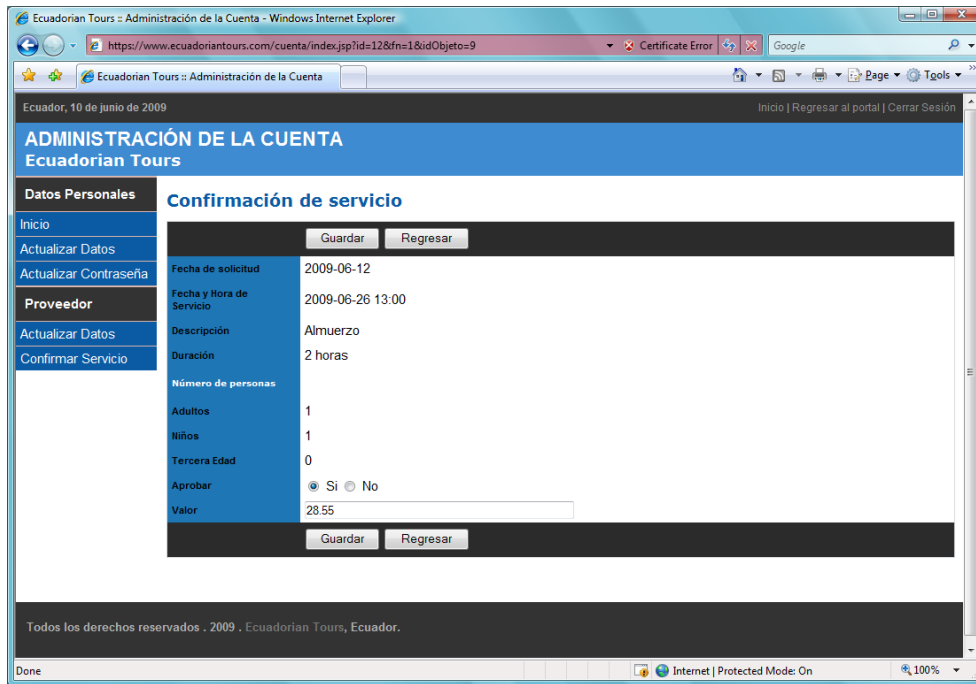 Ecuadorian Tours :: Administración de la Cuenta - Windows Internet Explorer
https://www.ecuadoriantours.com/cuenta/index.jsp?id=12&fn=1&idObjeto=9 Certificate Error Google
Ecuadorian Tours :: Administración de la Cuenta Page Tools
Ecuador, 10 de junio de 2009 Inicio | Regresar al portal | Cerrar Sesión
ADMINISTRACIÓN DE LA CUENTA
Ecuadorian Tours
Datos Personales
Inicio
Actualizar Datos
Actualizar Contraseña
Proveedor
Actualizar Datos
Confirmar Servicio
Confirmación de servicio
Guardar Regresar
Fecha de solicitud 2009-06-12
Fecha y Hora de
Servicio 2009-06-26 13:00
Descripción Almuerzo
Duración 2 horas
Número de personas
Adultos 1
Niños 1
Tercera Edad 0
Aprobar Si No
Valor 28.55
Guardar Regresar
Todos los derechos reservados . 2009 . Ecuadorian Tours, Ecuador.
Done Internet | Protected Mode: On 100%